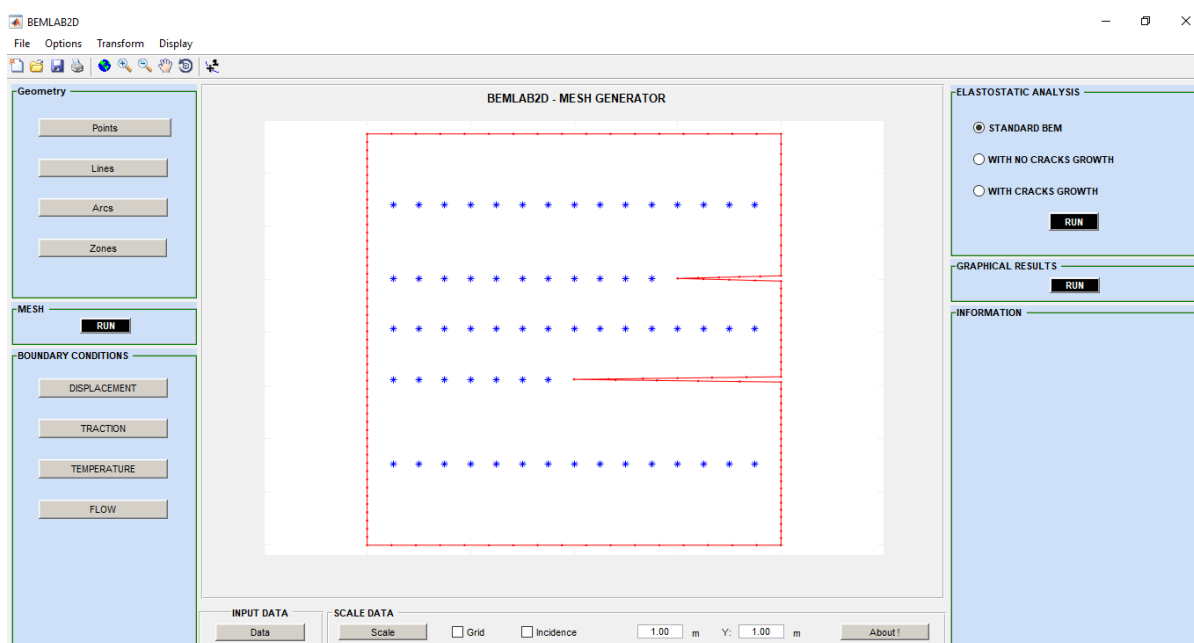 BEMLAB2D
File Options Transform Display
Geometry
Points
Lines
Arcs
Zones
MESH
RUN
BOUNDARY CONDITIONS
DISPLACEMENT
TRACTION
TEMPERATURE
FLOW
BEMLAB2D - MESH GENERATOR
INPUT DATA
Data
SCALE DATA
Scale Grid Incidence 1.00 m Y: 1.00 m About !
ELASTOSTATIC ANALYSIS
STANDARD BEM
WITH NO CRACKS GROWTH
WITH CRACKS GROWTH
RUN
GRAPHICAL RESULTS
RUN
INFORMATION